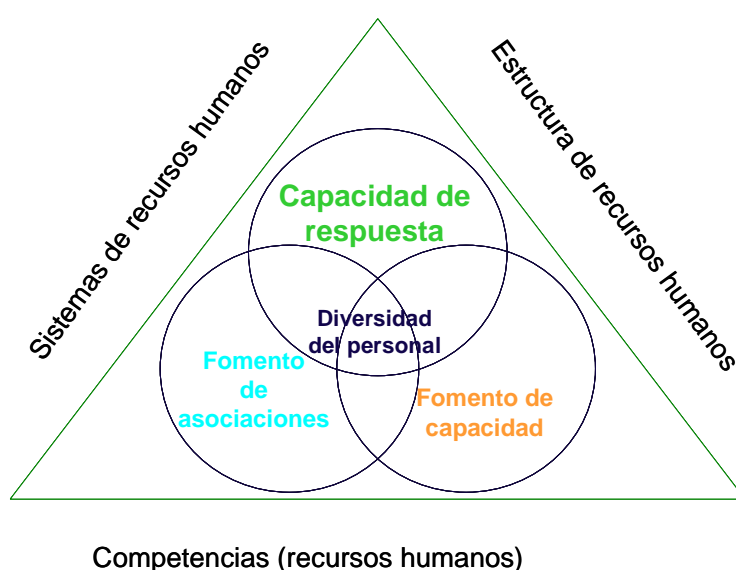 Sistemas de recursos humanos
Estructura de recursos humanos
Capacidad de
respuesta
Diversidad
del personal
Fomento
de
asociaciones
Fomento de
capacidad
Competencias (recursos humanos)